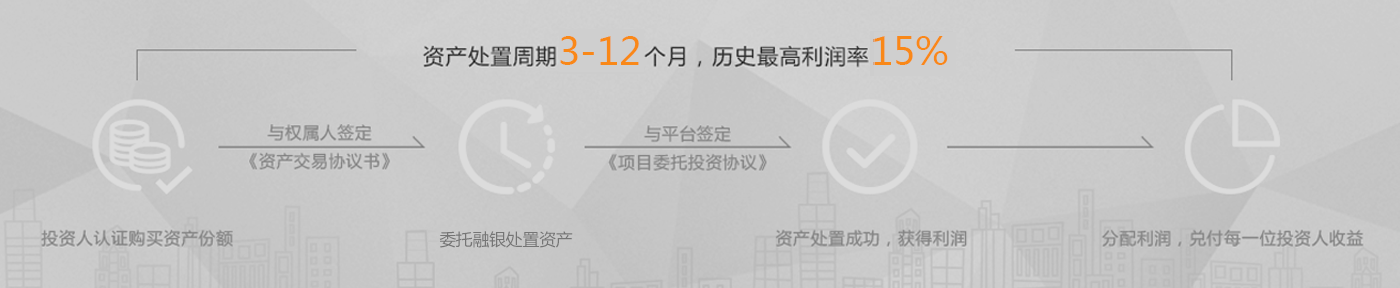 资产处置周期3-12个月，历史最高利润率15%
与权属人签定
《资产交易协议书》
与平台签定
《项目委托投资协议》
投资人认证购买资产份额
委托融银处置资产
资产处置成功，获得利润
分配利润，兑付每一位投资人收益